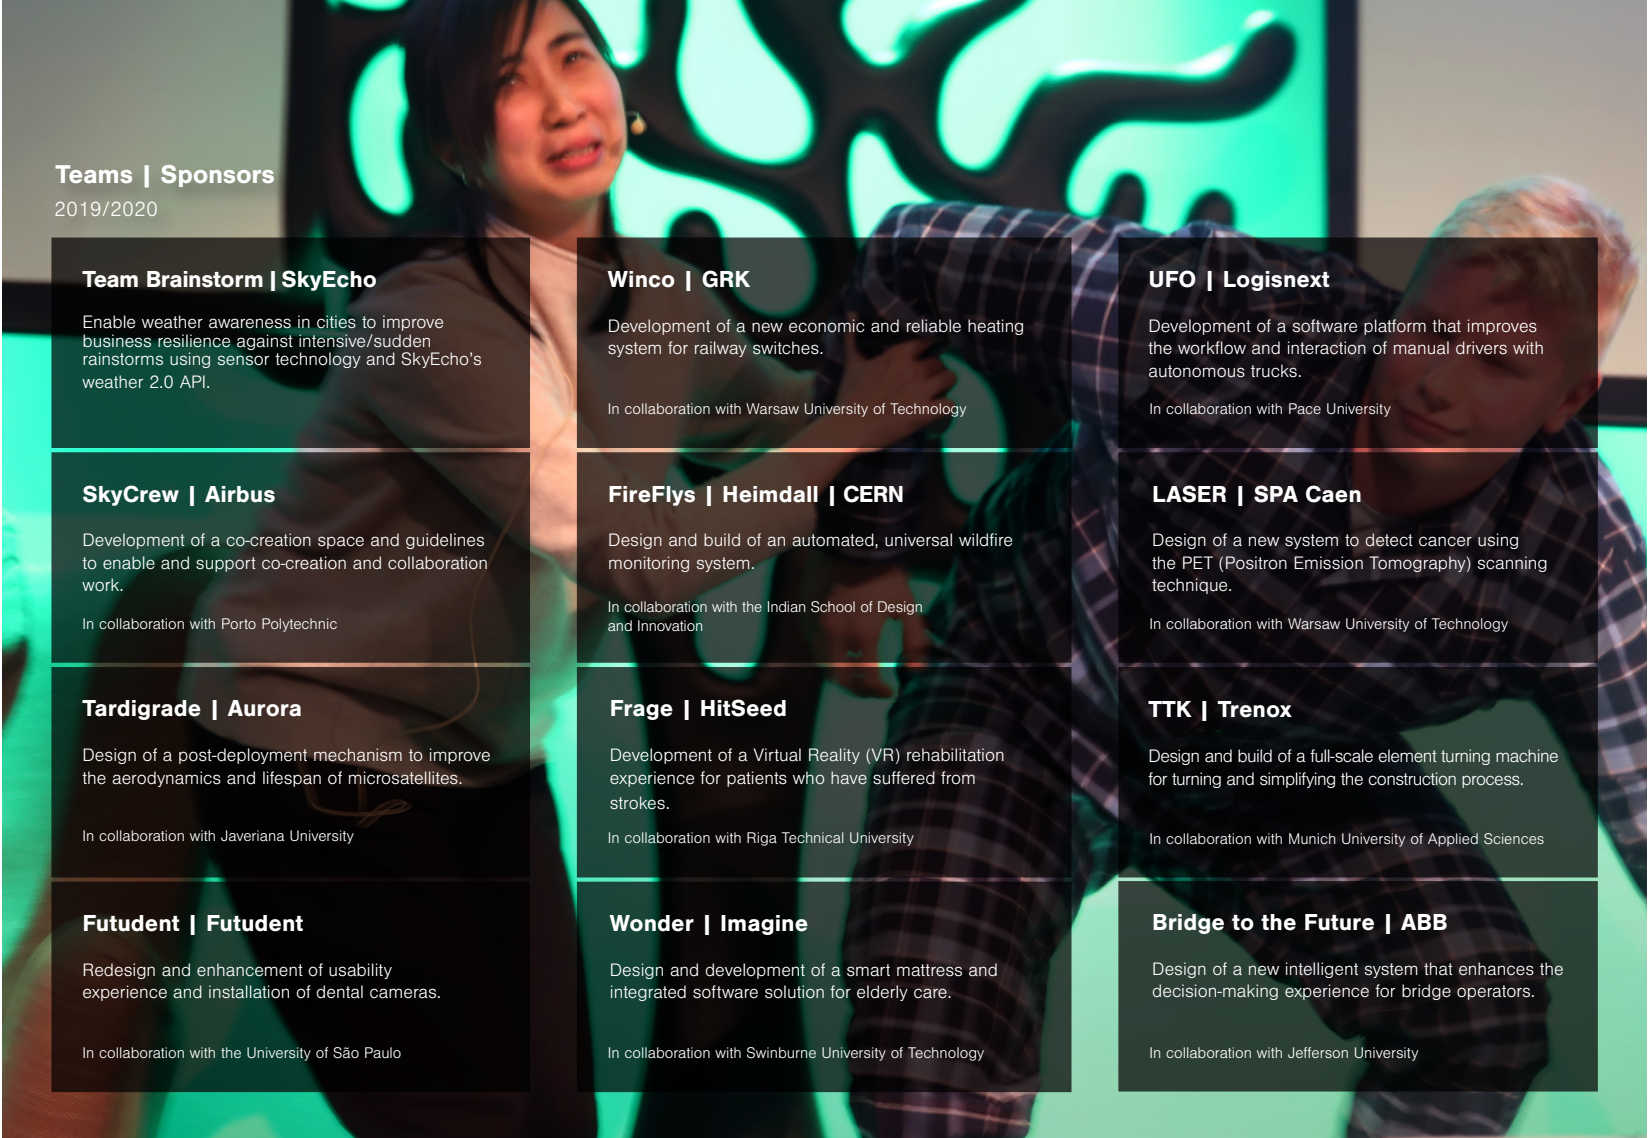 Teams | Sponsors
2019/2020
Team Brainstorm | SkyEcho
Enable weather awareness in cities to improve
business resilience against intensive/sudden
rainstorms using sensor technology and SkyEcho's
weather 2.0 API.
Winco | GRK
Development of a new economic and reliable heating
system for railway switches.
In collaboration with Warsaw University of Technology
UFO | Logisnext
Development of a software platform that improves
the workflow and interaction of manual drivers with
autonomous trucks.
In collaboration with Pace University
SkyCrew | Airbus
Development of a co-creation space and guidelines
to enable and support co-creation and collaboration
work.
In collaboration with Porto Polytechnic
FireFlys | Heimdall | CERN
Design and build of an automated, universal wildfire
monitoring system.
In collaboration with the Indian School of Design
and Innovation
LASER | SPA Caen
Design of a new system to detect cancer using
the PET (Positron Emission Tomography) scanning
technique.
In collaboration with Warsaw University of Technology
Tardigrade | Aurora
Design of a post-deployment mechanism to improve
the aerodynamics and lifespan of microsatellites.
In collaboration with Javeriana University
Frage | HitSeed
Development of a Virtual Reality (VR) rehabilitation
experience for patients who have suffered from
strokes.
In collaboration with Riga Technical University
TTK | Trenox
Design and build of a full-scale element turning machine
for turning and simplifying the construction process.
In collaboration with Munich University of Applied Sciences
Futudent | Futudent
Redesign and enhancement of usability
experience and installation of dental cameras.
In collaboration with the University of São Paulo
Wonder | Imagine
Design and development of a smart mattress and
integrated software solution for elderly care.
In collaboration with Swinburne University of Technology
Bridge to the Future | ABB
Design of a new intelligent system that enhances the
decision-making experience for bridge operators.
In collaboration with Jefferson University